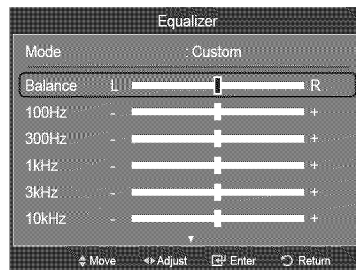 Equalizer
Mode : Custom
Balance L R
100Hz - +
300Hz - +
1kHz - +
3kHz - +
10kHz - +
Move Adjust Enter Return